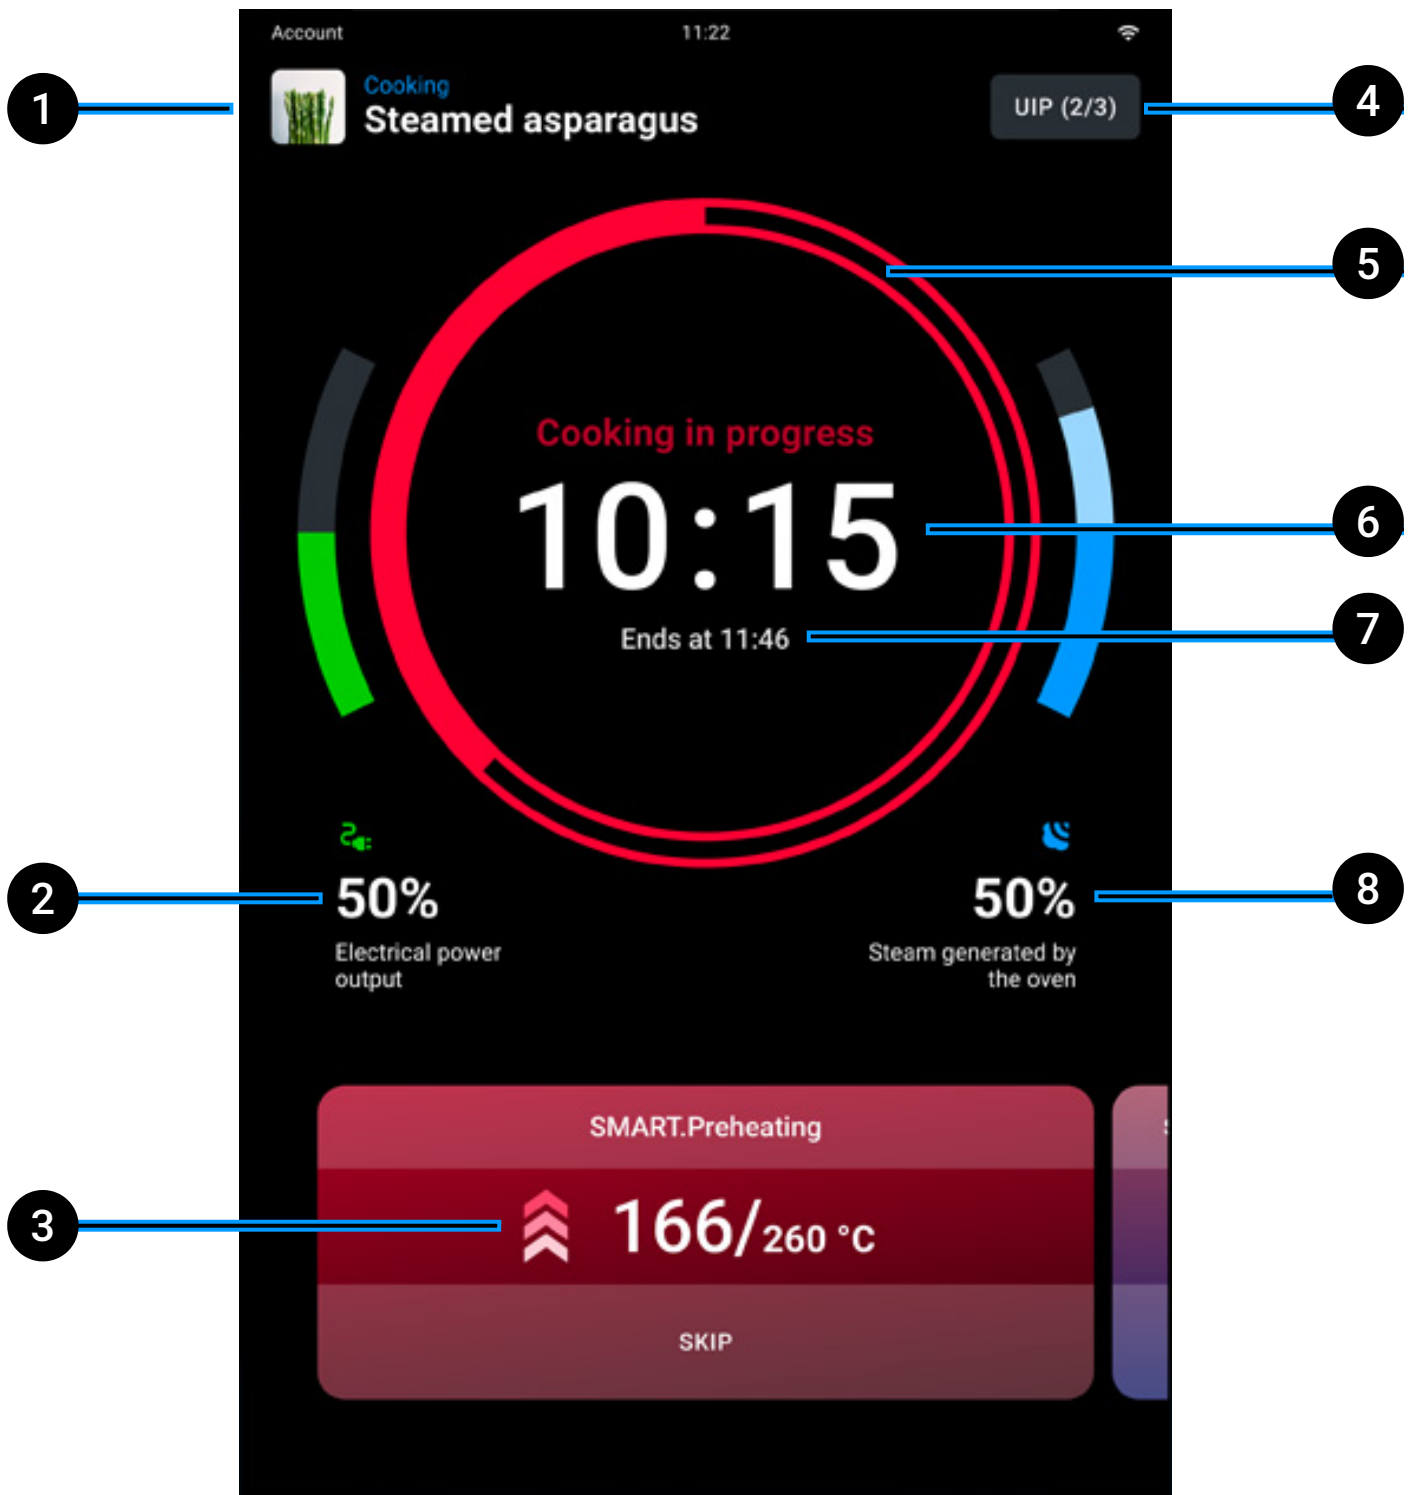 Account
11:22
1
Cooking
Steamed asparagus
UIP (2/3)
4
5
Cooking in progress
10:15
6
Ends at 11:46
7
2
50%
Electrical power
output
50%
8
Steam generated by
the oven
SMART.Preheating
3
166/260 °C
SKIP